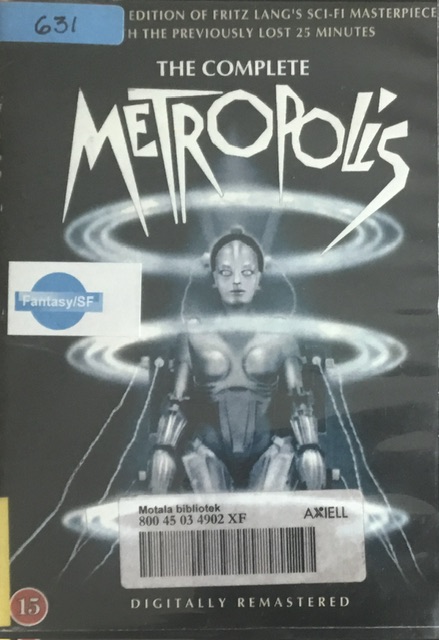 631
EDITION OF FRITZ LANG'S SCI-FI MASTERPIECE
THE PREVIOUSLY LOST 25 MINUTES
THE COMPLETE
METROPOLIS
Fantasy/SF
Motala bibliotek
AXIELL
800 45 03 4902 XF
15
DIGITALLY REMASTERED